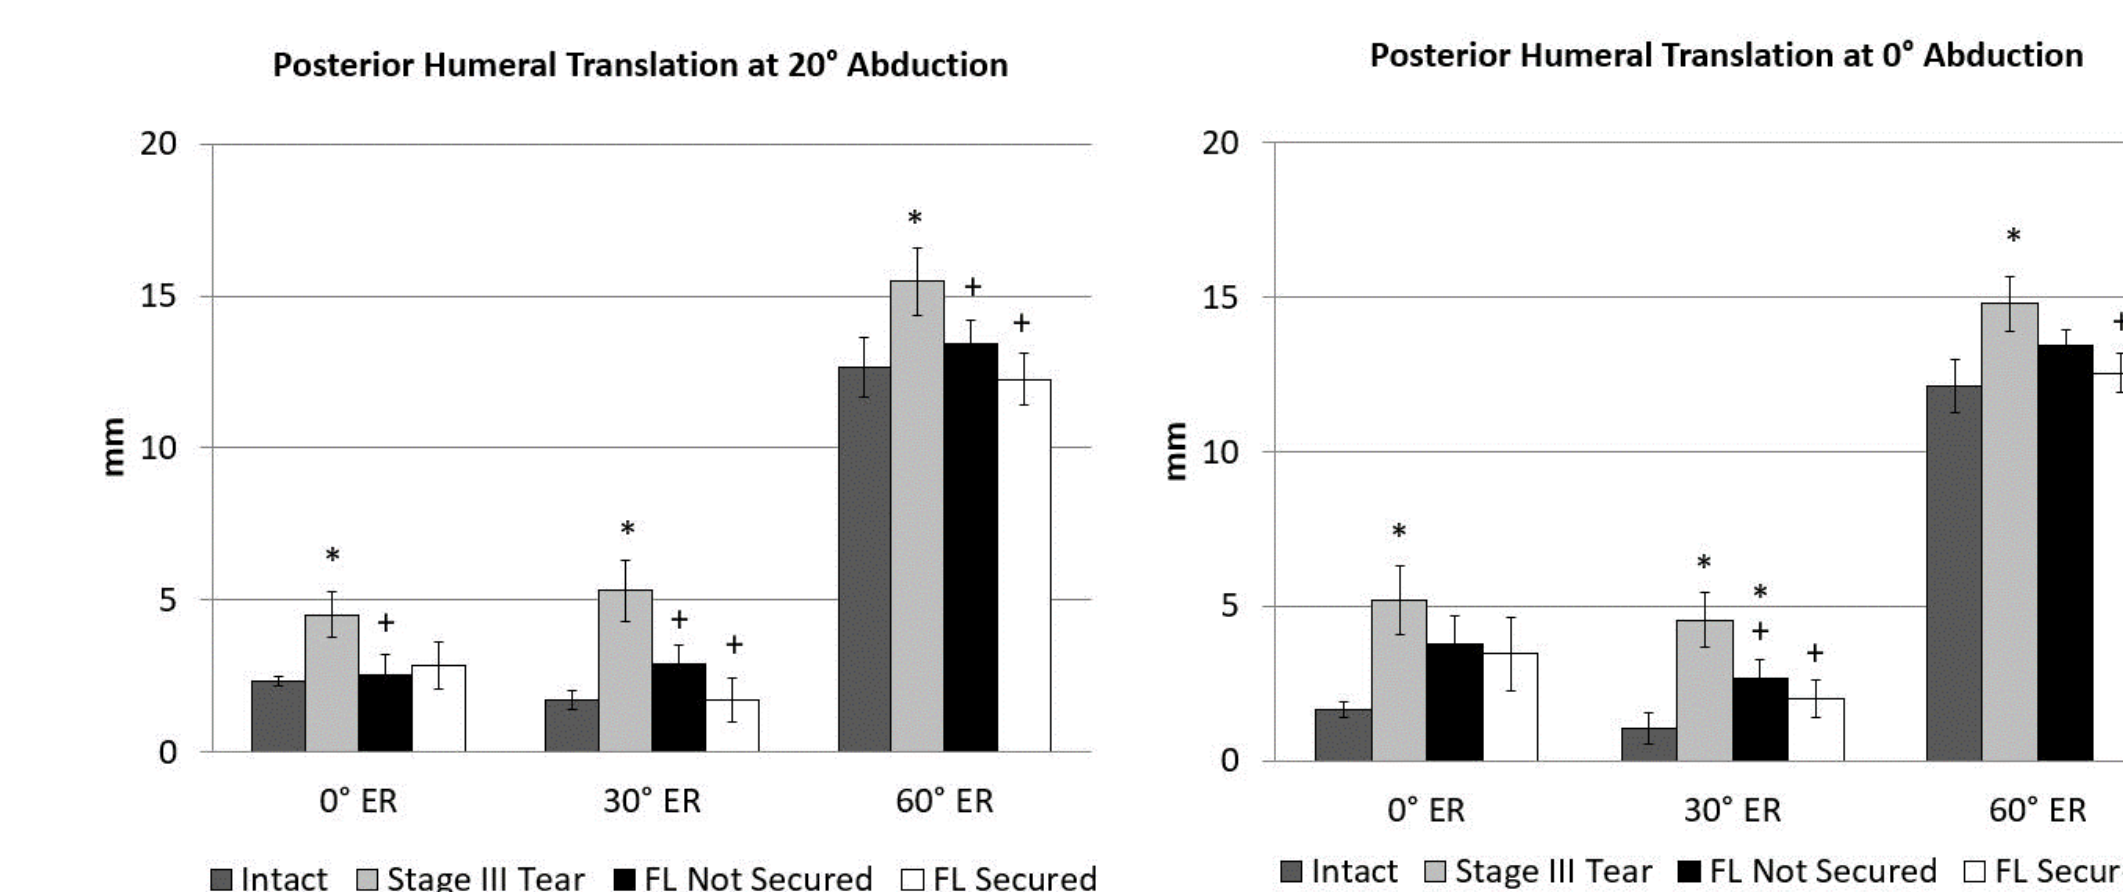 Posterior Humeral Translation at 20° Abduction
20
15
10
5
0
mm
*
+
*
+
+
*
+
+
0° ER
30° ER
60° ER
Intact
Stage III Tear
FL Not Secured
FL Secured
Posterior Humeral Translation at 0° Abduction
20
15
10
5
0
mm
*
*
*
+
+
*
+
0° ER
30° ER
60° ER
Intact
Stage III Tear
FL Not Secured
FL Secur